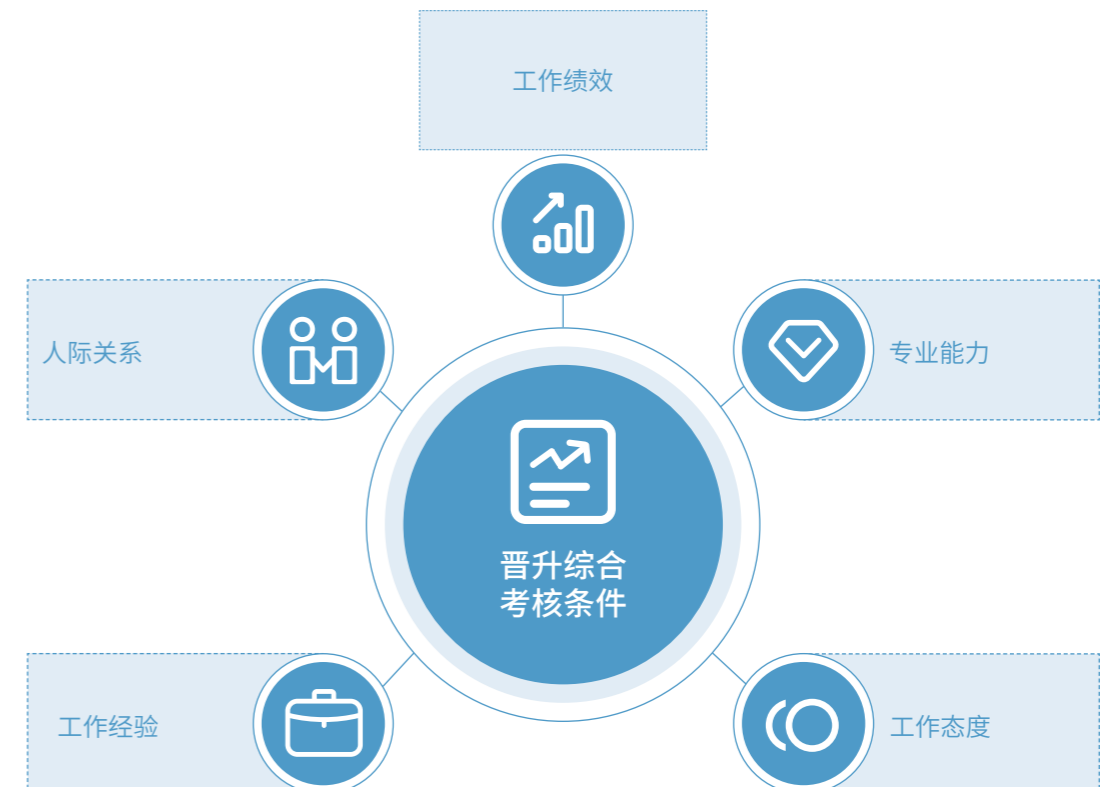 工作绩效
人际关系
专业能力
晋升综合
考核条件
工作经验
工作态度